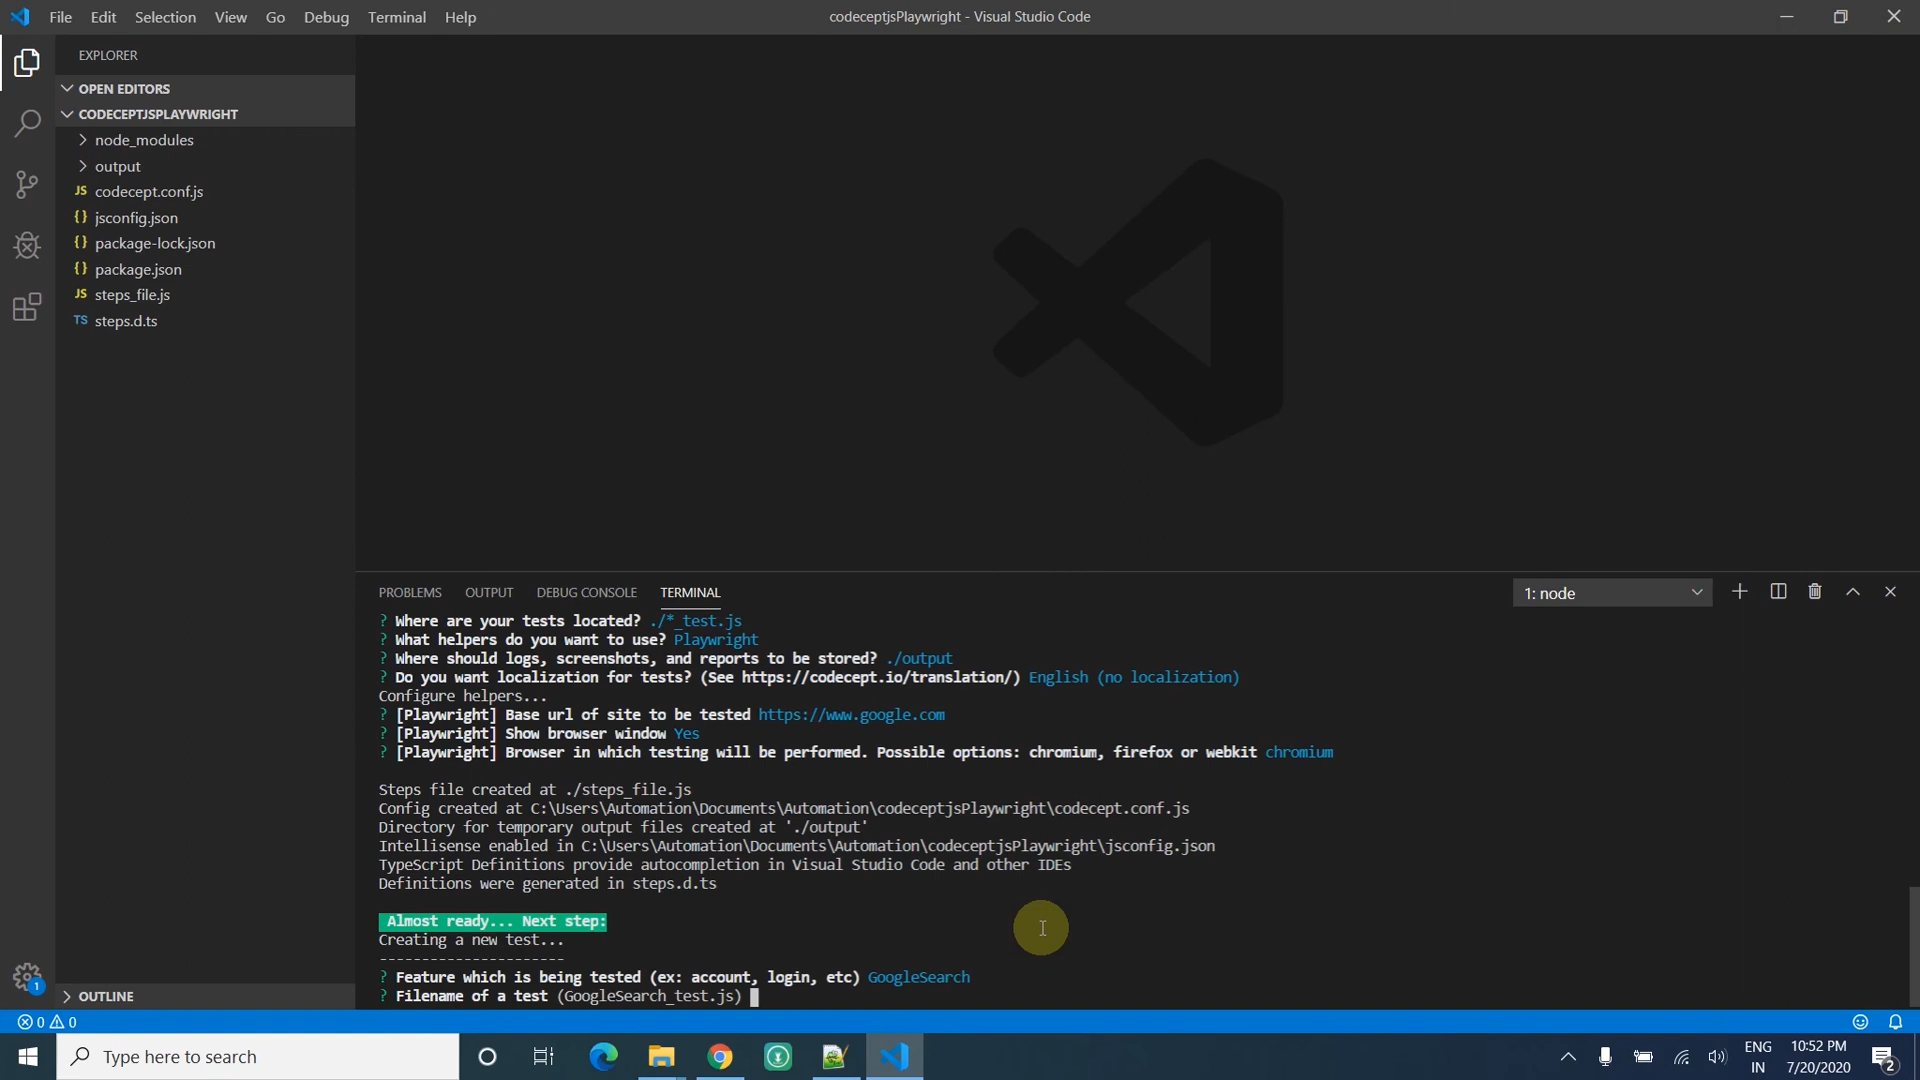 File Edit Selection View Go Debug Terminal Help
codeceptjsPlaywright - Visual Studio Code
EXPLORER
OPEN EDITORS
CODECEPTJSPLAYWRIGHT
node_modules
output
JS codecept.conf.js
{} jsconfig.json
{} package-lock.json
{} package.json
JS steps_file.js
TS steps.d.ts
OUTLINE
PROBLEMS OUTPUT DEBUG CONSOLE TERMINAL
1: node
? Where are your tests located? ./*_test.js
? What helpers do you want to use? Playwright
? Where should logs, screenshots, and reports to be stored? ./output
? Do you want localization for tests? (See https://codecept.io/translation/) English (no localization)
Configure helpers...
? [Playwright] Base url of site to be tested https://www.google.com
? [Playwright] Show browser window Yes
? [Playwright] Browser in which testing will be performed. Possible options: chromium, firefox or webkit chromium
Steps file created at ./steps_file.js
Config created at C:\Users\Automation\Documents\Automation\codeceptjsPlaywright\codecept.conf.js
Directory for temporary output files created at './output'
Intellisense enabled in C:\Users\Automation\Documents\Automation\codeceptjsPlaywright\jsconfig.json
TypeScript Definitions provide autocompletion in Visual Studio Code and other IDEs
Definitions were generated in steps.d.ts
Almost ready... Next step:
Creating a new test...
----------------------
? Feature which is being tested (ex: account, login, etc) GoogleSearch
? Filename of a test (GoogleSearch_test.js)
1
0 0
Type here to search
ENG
IN
10:52 PM
7/20/2020
2